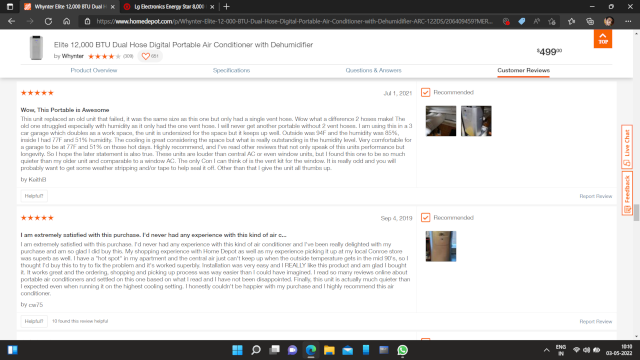 Whynter Elite 12,000 BTU Dual H
Lg Electronics Energy Star 8,000
https://www.homedepot.com/p/Whynter-Elite-12-000-BTU-Dual-Hose-Digital-Portable-Air-Conditioner-with-Dehumidifier-ARC-122DS/206409459?MER...
Elite 12,000 BTU Dual Hose Digital Portable Air Conditioner with Dehumidifier
by Whynter
$499.00
TOP
Product Overview
Specifications
Questions & Answers
Customer Reviews
Jul 1, 2021
Recommended
Wow, This Portable is Awesome
This unit replaced an old unit that failed, it was the same size as this one but only had a single vent hose. Wow what a difference 2 hoses make! The
old one struggled especially with humidity as it only had the one vent hose. I will never get another portable without 2 vent hoses. I am using this in a 3
car garage which doubles as a work space, the unit is undersized for the space but it keeps up well. Outside was 94F and the humidity was 85%,
inside I had 77F and 51% humidity. The cooling is great considering the space but what is really outstanding is the humidity level. Very comfortable for
a garage to be at 77F and 51% on those hot days. Highly recommend, and I've read other reviews that not only speak of this units performance but
longevity. So I hope the later statement is also true. These units are louder than central AC or even window units, but I found this one to be so much
quieter than my older unit and comparable to a window AC. The only Con I can think of is the vent kit for the window. It is really odd and you will
probably want to get some weather stripping and/or tape to help seal it off. Other than that I give the unit all thumbs up.
by KeithB
Helpful?
Report Review
Sep 4, 2019
Recommended
I am extremely satisfied with this purchase. I'd never had any experience with this kind of air c...
I am extremely satisfied with this purchase. I'd never had any experience with this kind of air conditioner and I've been really delighted with my
purchase and am so glad I did buy this. My shopping experience with Home Depot as well as my experience picking it up at my local Conroe store
was superb as well. I have a "hot spot" in my apartment and the central air just can't keep up when the outside temperature gets in the mid 90's, so I
thought I'd buy this to try to fix the problem and it's worked superbly. Installation was very easy and I REALLY like this product and am glad I bought
it. It works great and the ordering, shopping and picking up process was way easier than I could have imagined. I read so many reviews online about
portable air conditioners and settled on this one based on what I read and I have not been disappointed. Finally, this unit is actually much quieter than
I expected even when running it on the highest cooling setting. I honestly couldn't be happier with my purchase and I highly recommend this air
conditioner.
by cw75
Helpful?
10 found this review helpful
Report Review
Live Chat
Feedback
ENG
IN
18:10
03-05-2022